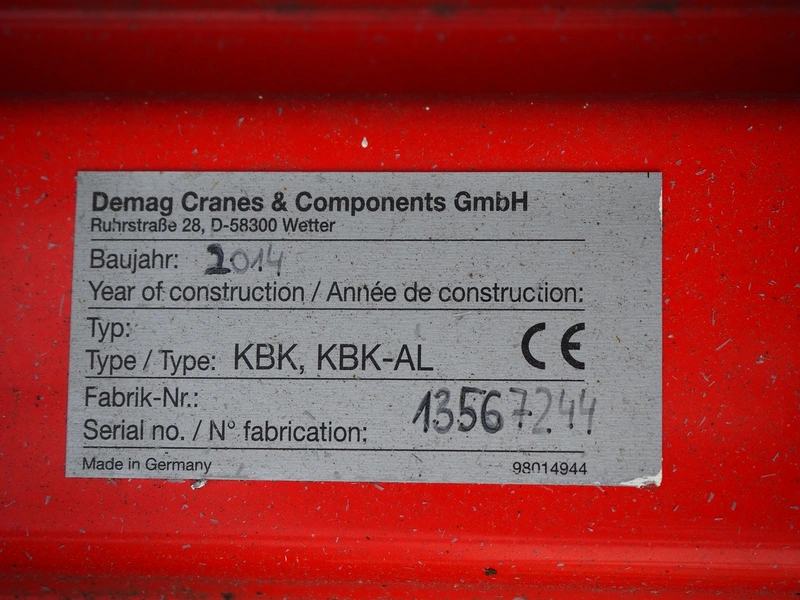 Demag Cranes & Components GmbH
Ruhrstraße 28, D-58300 Wetter
Baujahr: 2014
Year of construction / Année de construction:
Typ:
Type / Type: KBK, KBK-AL CE
Fabrik-Nr.:
Serial no. / N° fabrication: 13567244
Made in Germany 98014944